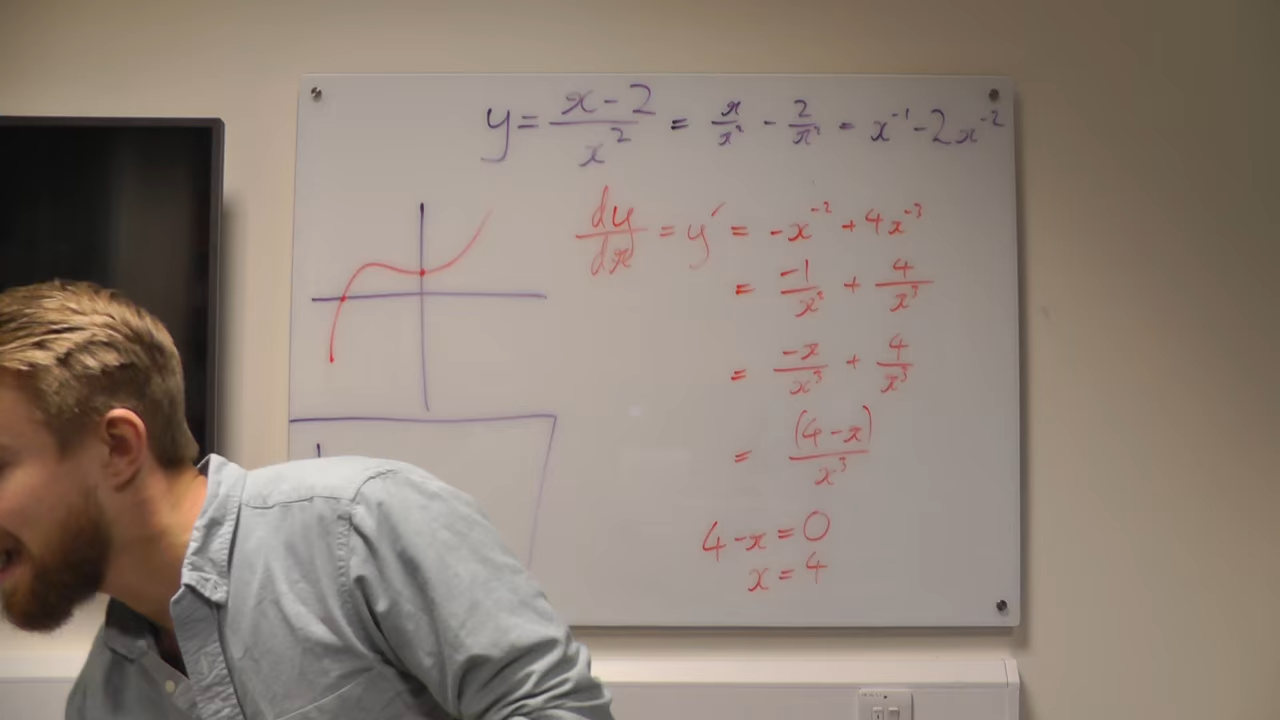 y = (x-2)/x² = x/x² - 2/x² = x⁻¹ - 2x⁻²
dy/dx = y′ = -x⁻² + 4x⁻³
= -1/x² + 4/x³
= -x/x³ + 4/x³
= (4-x)/x³
4-x=0
x=4